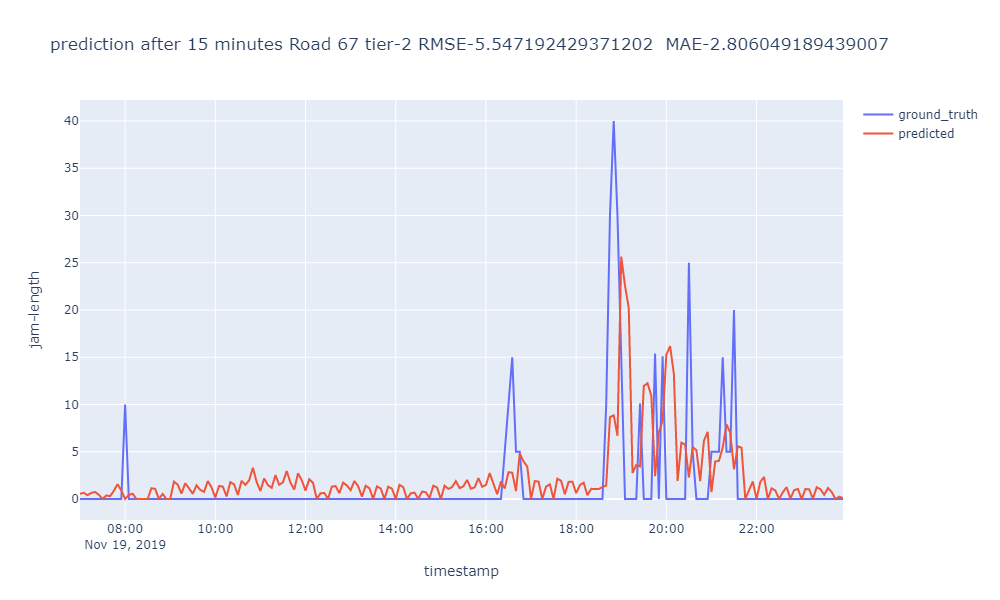 prediction after 15 minutes Road 67 tier-2 RMSE-5.547192429371202  MAE-2.806049189439007
ground_truth
predicted
40
35
30
25
20
15
10
5
0
jam-length
08:00 10:00 12:00 14:00 16:00 18:00 20:00 22:00
Nov 19, 2019
timestamp